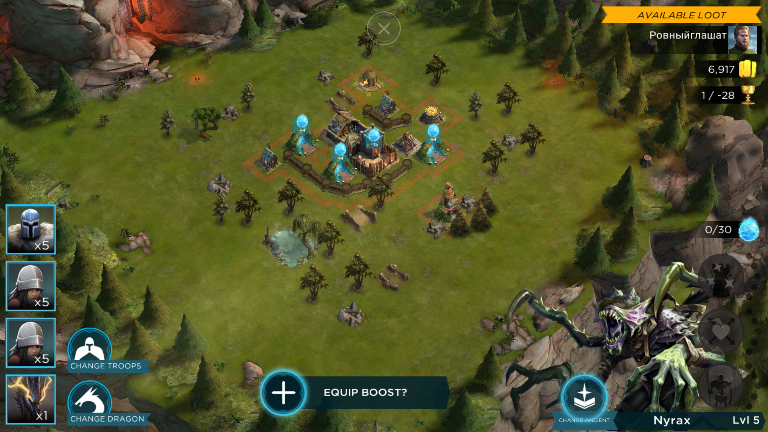 AVAILABLE LOOT
Ровныйглашат
6,917
1 / -28
0/30
x5
x5
x5
x1
CHANGE TROOPS
CHANGE DRAGON
EQUIP BOOST?
CHANGE ANCIENT
Nyrax
Lvl 5